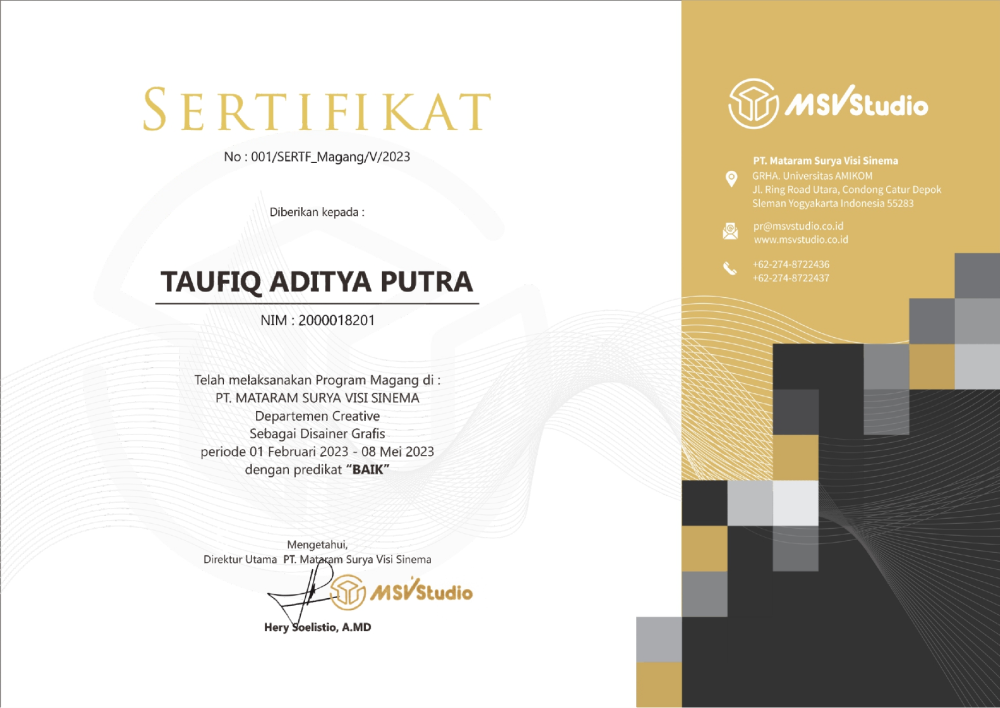 SERTIFIKAT
No : 001/SERTF_Magang/V/2023
Diberikan kepada :
TAUFIQ ADITYA PUTRA
NIM : 2000018201
Telah melaksanakan Program Magang di :
PT. MATARAM SURYA VISI SINEMA
Departemen Creative
Sebagai Disainer Grafis
periode 01 Februari 2023 - 08 Mei 2023
dengan predikat “BAIK”
Mengetahui,
Direktur Utama PT. Mataram Surya Visi Sinema
MSVStudio
Hery Soelistio, A.MD
MSVStudio
PT. Mataram Surya Visi Sinema
GRHA. Universitas AMIKOM
Jl. Ring Road Utara, Condong Catur Depok
Sleman Yogyakarta Indonesia 55283
pr@msvstudio.co.id
www.msvstudio.co.id
+62-274-8722436
+62-274-8722437